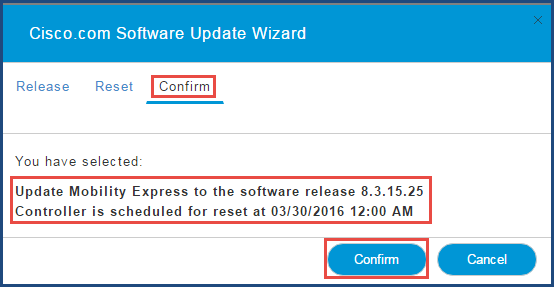 Cisco.com Software Update Wizard
Release Reset Confirm
You have selected:
Update Mobility Express to the software release 8.3.15.25
Controller is scheduled for reset at 03/30/2016 12:00 AM
Confirm Cancel